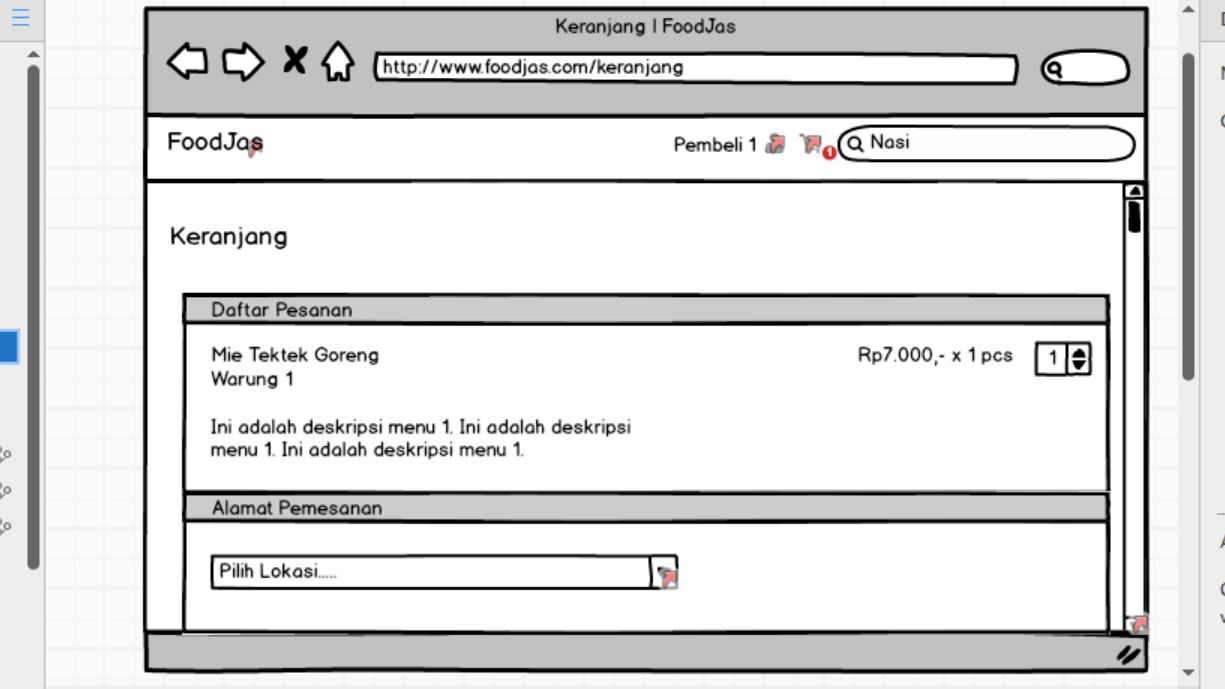 Keranjang | FoodJas
http://www.foodjas.com/keranjang
FoodJas
Pembeli 1
1
Nasi
Keranjang
Daftar Pesanan
Mie Tektek Goreng
Rp7.000,- x 1 pcs
1
Warung 1
Ini adalah deskripsi menu 1. Ini adalah deskripsi
menu 1. Ini adalah deskripsi menu 1.
Alamat Pemesanan
Pilih Lokasi.....